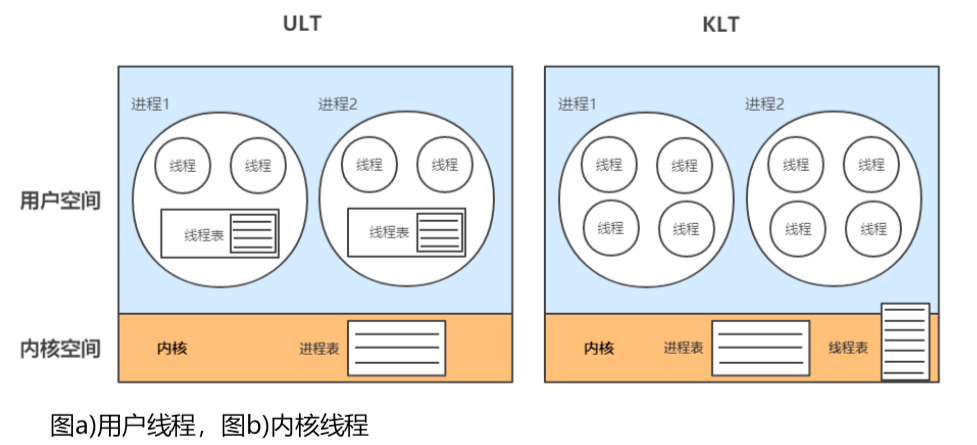 ULT
KLT
进程1
进程2
进程1
进程2
线程
线程
线程
线程
线程
线程
线程
线程
用户空间
线程表
线程表
线程
线程
线程
线程
内核空间
内核
进程表
内核
进程表
线程表
图a)用户线程，图b)内核线程